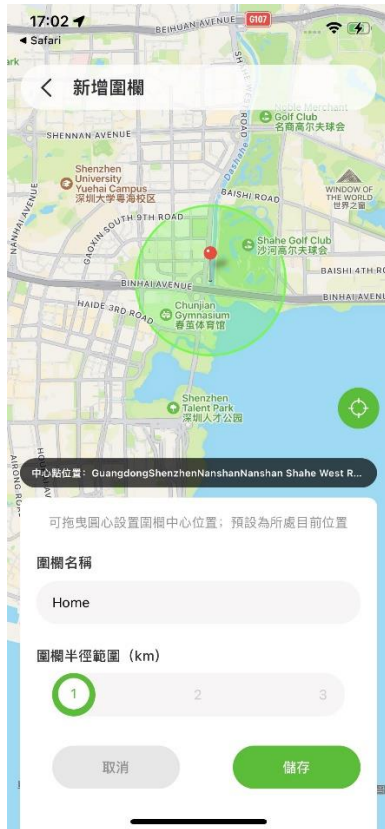 17:02
Safari
BEIHUAN AVENUE
G107
新增圍欄
Noble Merchant
Golf Club
名商高尔夫球会
SHENNAN AVENUE
Shenzhen
University
Yuehai Campus
深圳大学粤海校区
Dashahe
BAISHI ROAD
WINDOW OF
THE WORLD
世界之窗
NANHAI AVENUE
GAOXIN SOUTH 9TH ROAD
Shahe Golf Club
沙河高尔夫球会
BAISHI 4TH R
BINHAI AVENUE
BINHAI AVENU
HAIDE 3RD ROAD
Chunjian
Gymnasium
春茧体育馆
Shenzhen
Talent Park
深圳人才公园
中心點位置：GuangdongShenzhenNanshanNanshan Shahe West R...
可拖曳圓心設置圍欄中心位置；預設為所處目前位置
圍欄名稱
Home
圍欄半徑範圍（km）
1 2 3
取消 儲存